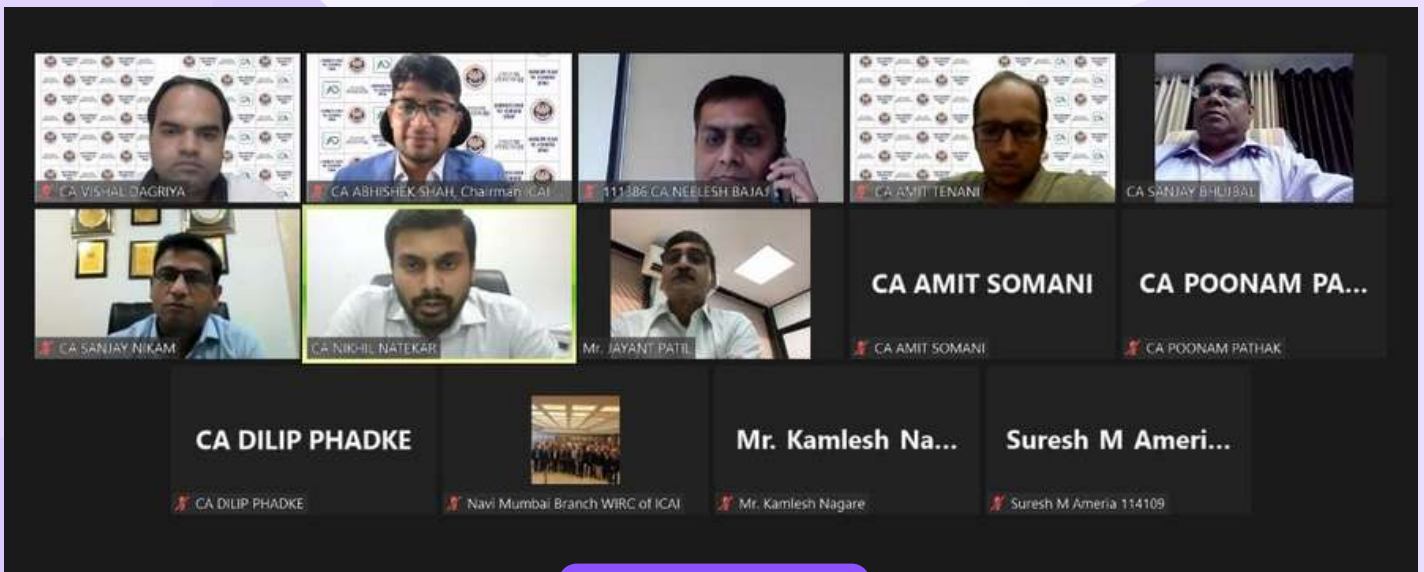 CA VISHAL DAGRIYA
CA ABHISHEK SHAH, Chairman ICAI ...
111386 CA NEELESH BAJAJ
CA AMIT TENANI
CA SANJAY BHUJBAL
CA SANJAY NIKAM
CA NIKHIL NATEKAR
Mr. JAYANT PATIL
CA AMIT SOMANI
CA AMIT SOMANI
CA POONAM PA...
CA POONAM PATHAK
CA DILIP PHADKE
CA DILIP PHADKE
Navi Mumbai Branch WIRC of ICAI
Mr. Kamlesh Na...
Mr. Kamlesh Nagare
Suresh M Ameri...
Suresh M Ameria 114109